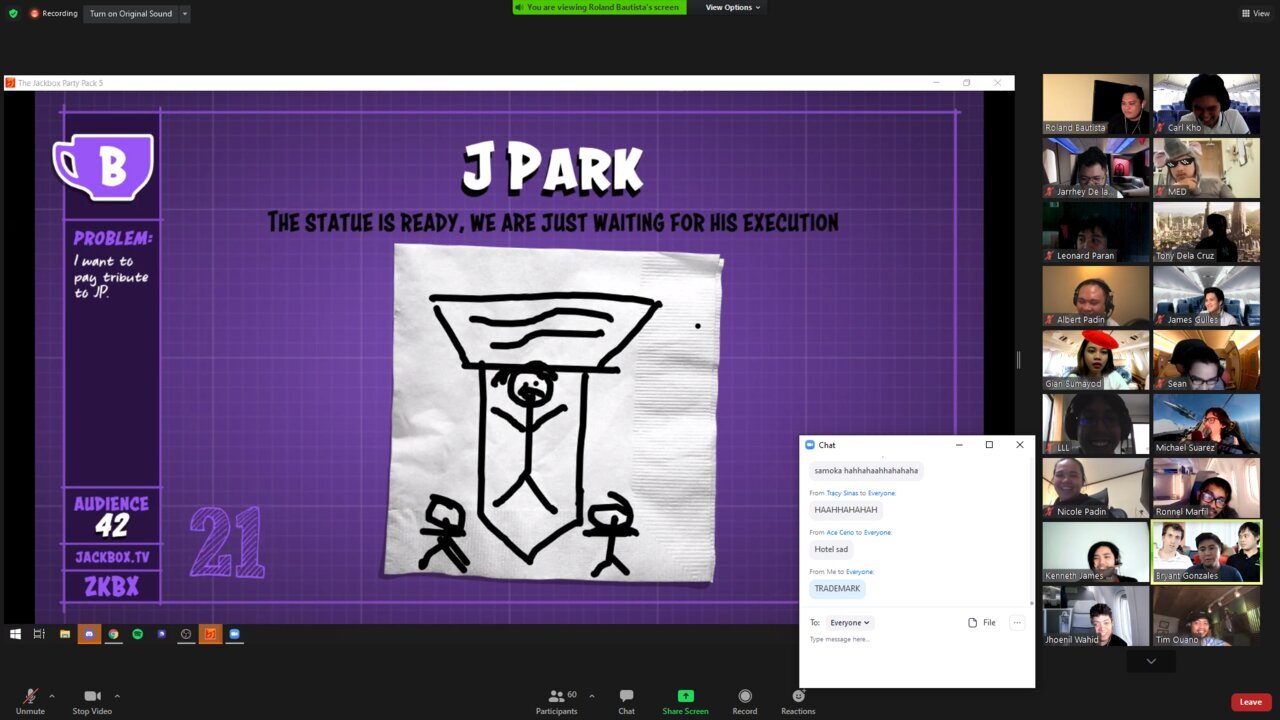 Recording
Turn on Original Sound
You are viewing Roland Bautista's screen
View Options
View
The Jackbox Party Pack 5
B
J PARK
THE STATUE IS READY, WE ARE JUST WAITING FOR HIS EXECUTION
PROBLEM:
I want to
pay tribute
to JP.
AUDIENCE
42
JACKBOX.TV
ZKBX
21
Roland Bautista
Carl Kho
Jarrhey De la...
MED
Leonard Paran
Tony Dela Cruz
Albert Padin
James Gulles
Gian
Sean
LLL
Michael Suarez
Nicole Padin
Ronnel Marfil
Kenneth James ...
Bryant Gonzales
Jhoenil Wahid
Tim Ouano
Chat
samoka hahhahaahhahahaha
From Tracy Sinas to Everyone:
HAAHHAHAHAH
From Ace Cerio to Everyone:
Hotel sad
From Me to Everyone:
TRADEMARK
To: Everyone
File
Type message here...
Unmute
Stop Video
Participants
60
Chat
Share Screen
Record
Reactions
Leave